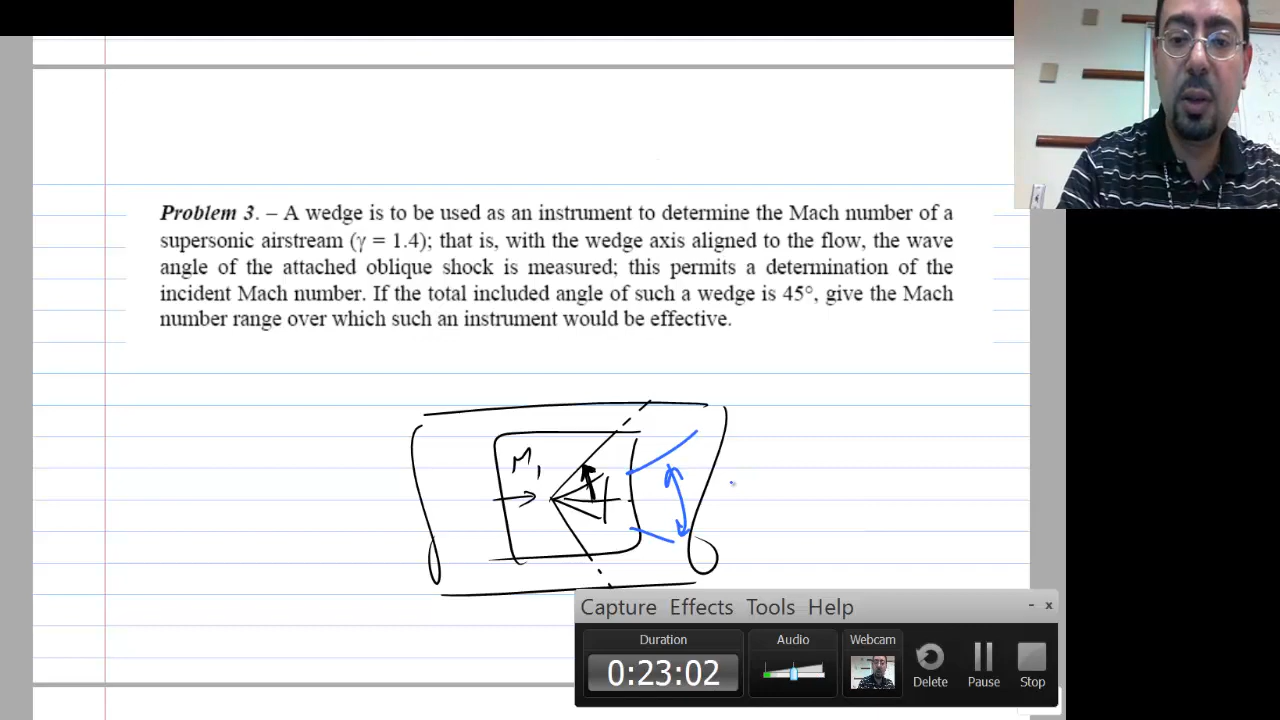 Problem 3. – A wedge is to be used as an instrument to determine the Mach number of a
supersonic airstream (γ = 1.4); that is, with the wedge axis aligned to the flow, the wave
angle of the attached oblique shock is measured; this permits a determination of the
incident Mach number. If the total included angle of such a wedge is 45°, give the Mach
number range over which such an instrument would be effective.
M₁
Capture Effects Tools Help
Duration
Audio
Webcam
0:23:02
Delete
Pause
Stop